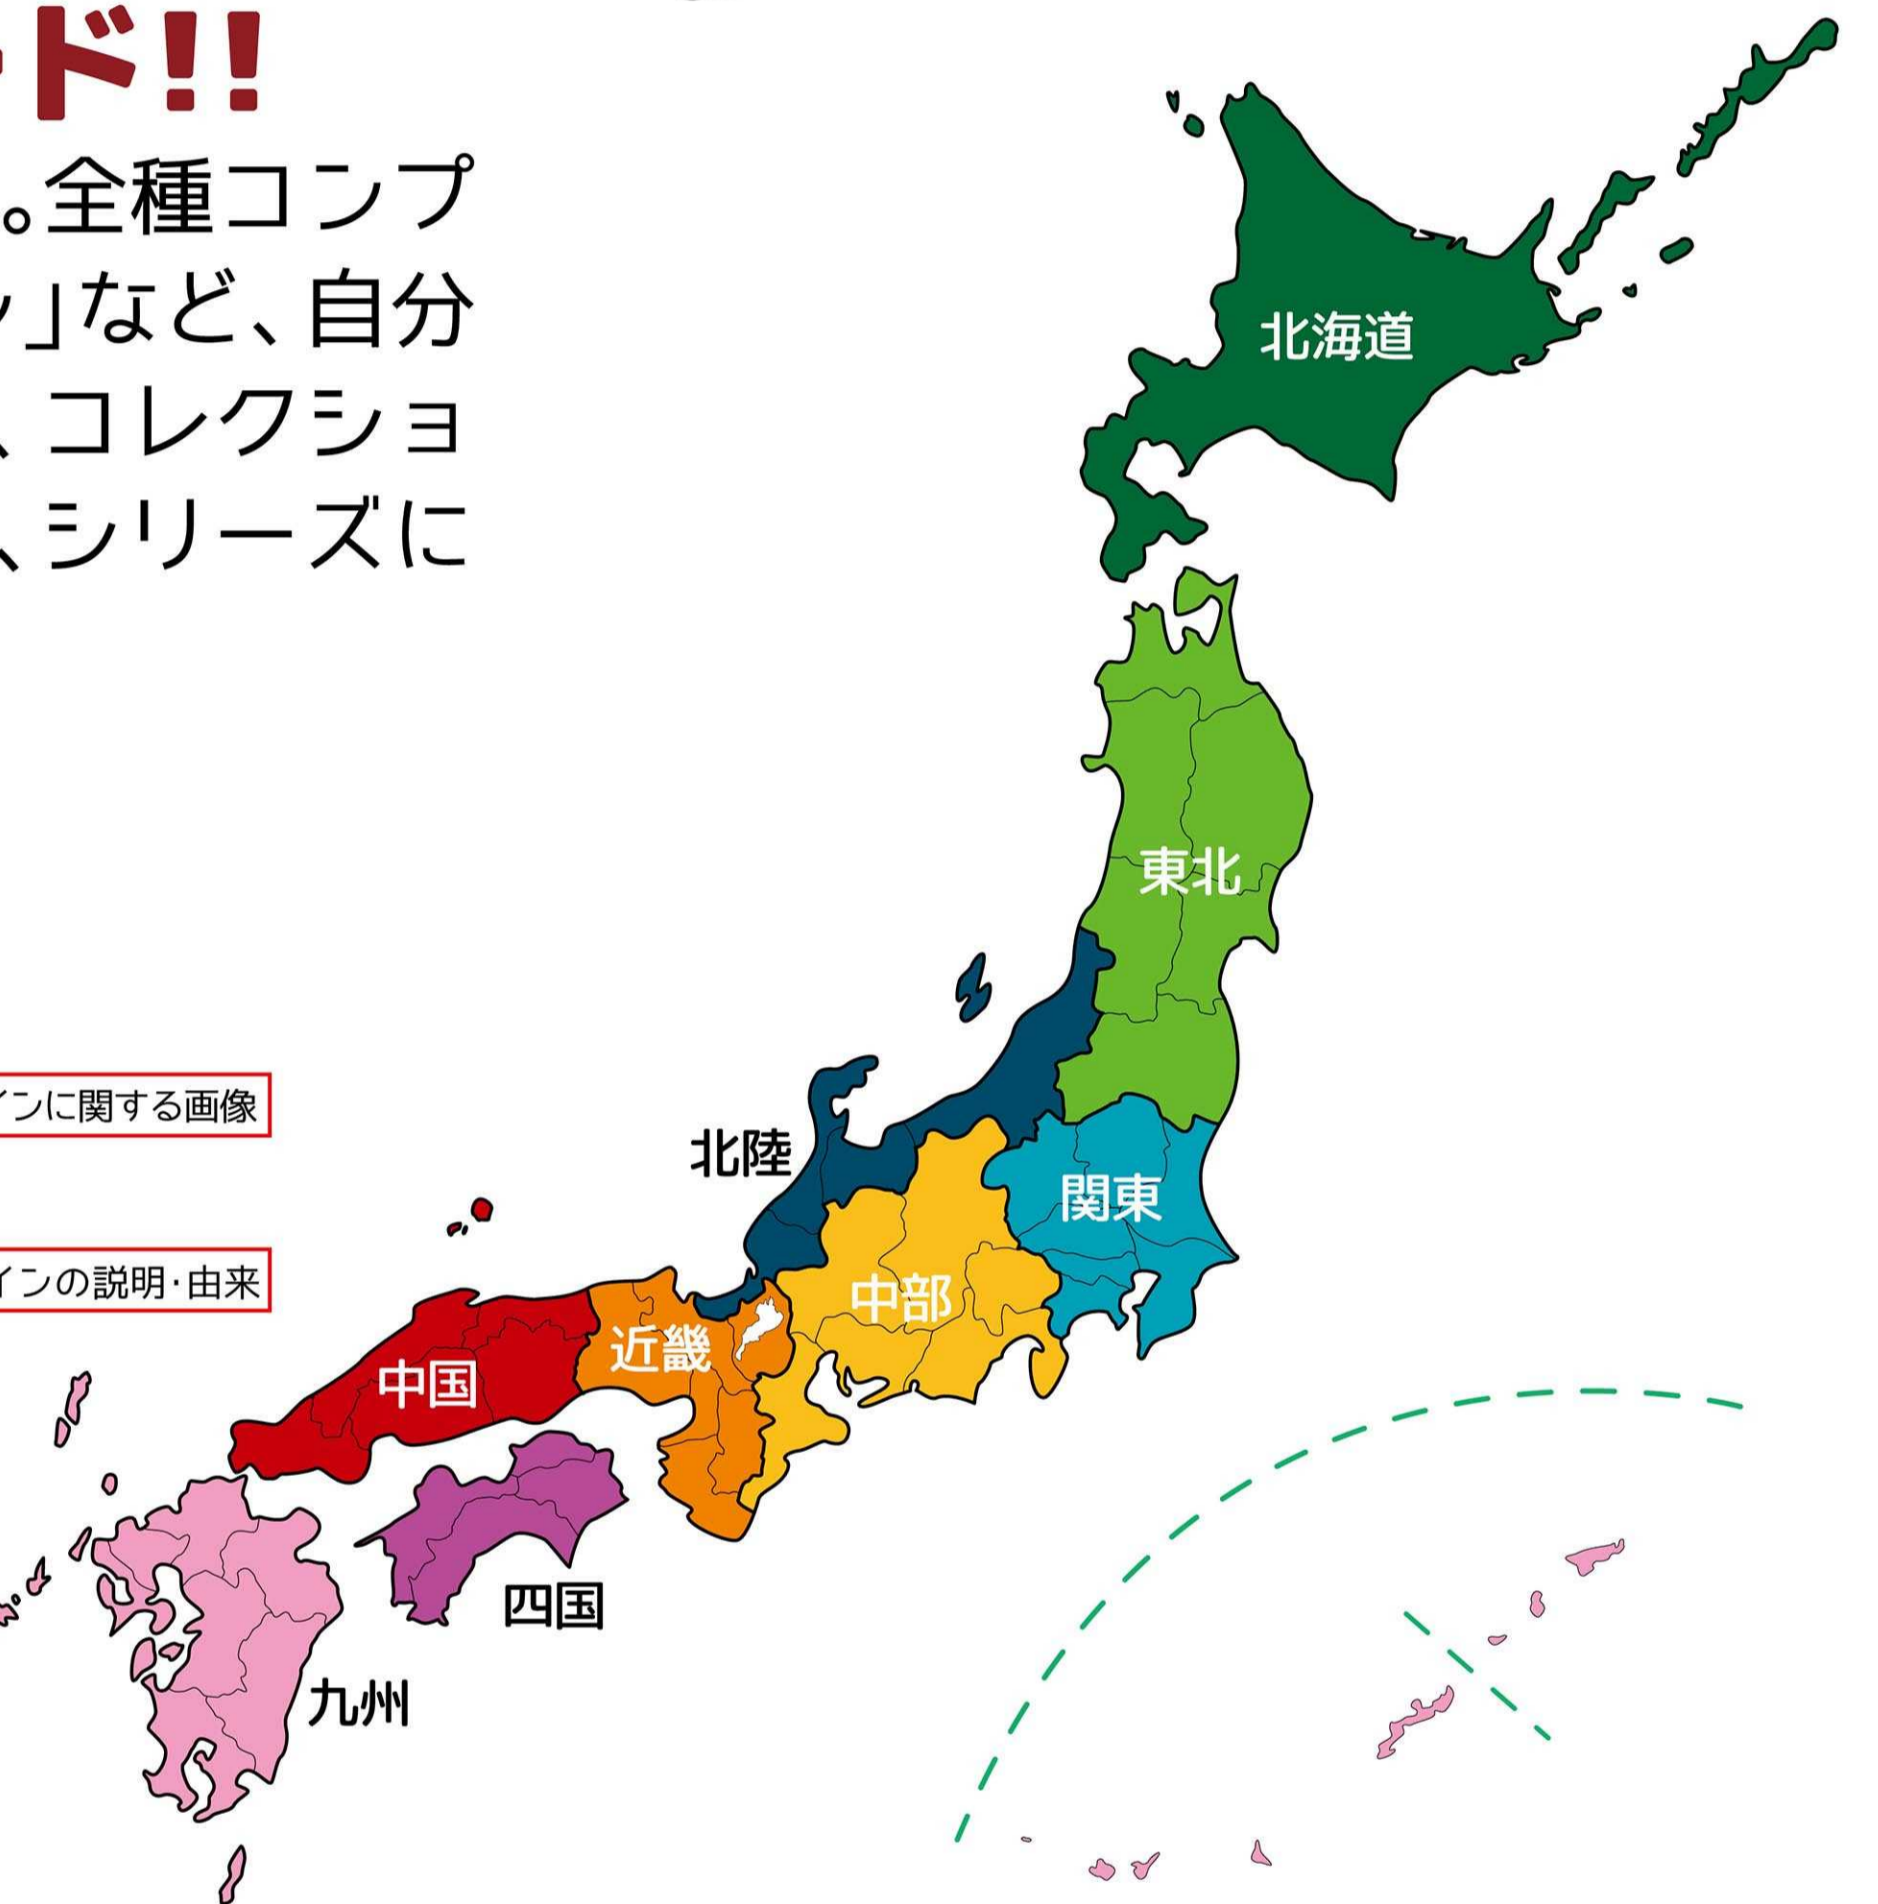 ド!!
。全種コンプ
」など、自分
、コレクショ
、シリーズに
インに関する画像
インの説明・由来
北海道
東北
北陸
関東
中部
近畿
中国
四国
九州